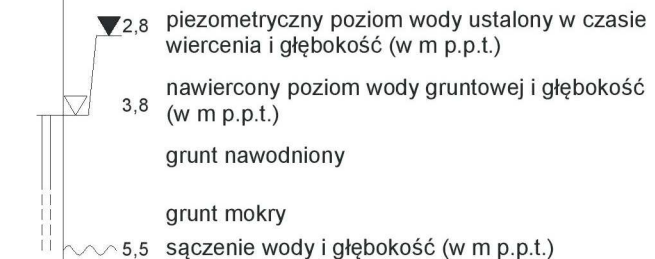 2,8 piezometryczny poziom wody ustalony w czasie
wiercenia i głębokość (w m p.p.t.)
nawiercony poziom wody gruntowej i głębokość
3,8 (w m p.p.t.)
grunt nawodniony
grunt mokry
5,5 sączenie wody i głębokość (w m p.p.t.)